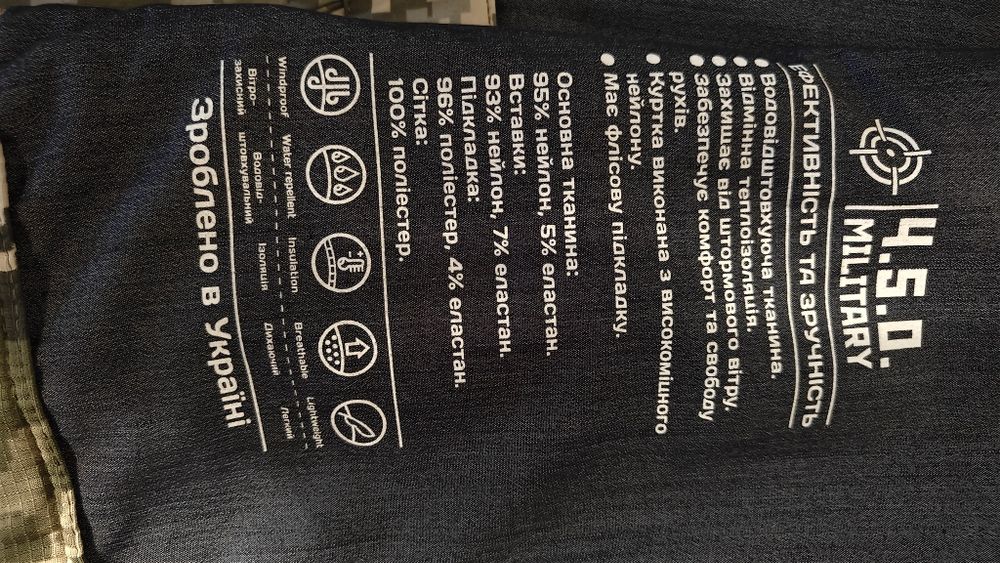 4.5.0.
MILITARY
ЕФЕКТИВНІСТЬ ТА ЗРУЧНІСТЬ
• Водовідштовхуюча тканина.
• Відмінна теплоізоляція.
• Захищає від штормового вітру.
• Забезпечує комфорт та свободу
рухів.
• Куртка виконана з високоміцного
нейлону.
• Має флісову підкладку.
Основна тканина:
95% нейлон, 5% еластан.
Вставки:
93% нейлон, 7% еластан.
Підкладка:
96% поліестер, 4% еластан.
Сітка:
100% поліестер.
Windproof Water repellent Insulation Breathable Lightweight
Вітро- Водовід- Ізоляція Дихаючий Легкий
захисний штовхувальний
Зроблено в Україні